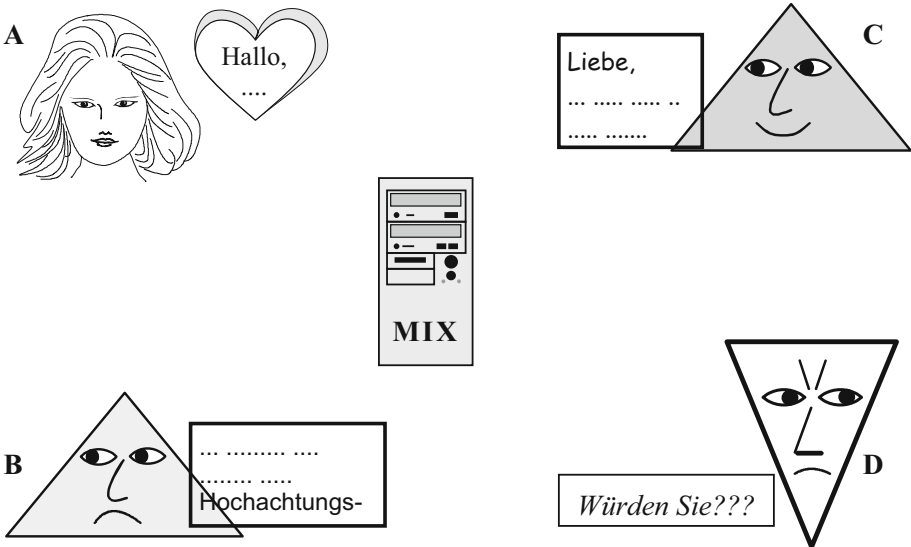 A
Hallo,
....
C
Liebe,
... ..... ..... ..
..... .......
MIX
B
... ......... ....
........ .....
Hochachtungs-
D
Würden Sie???